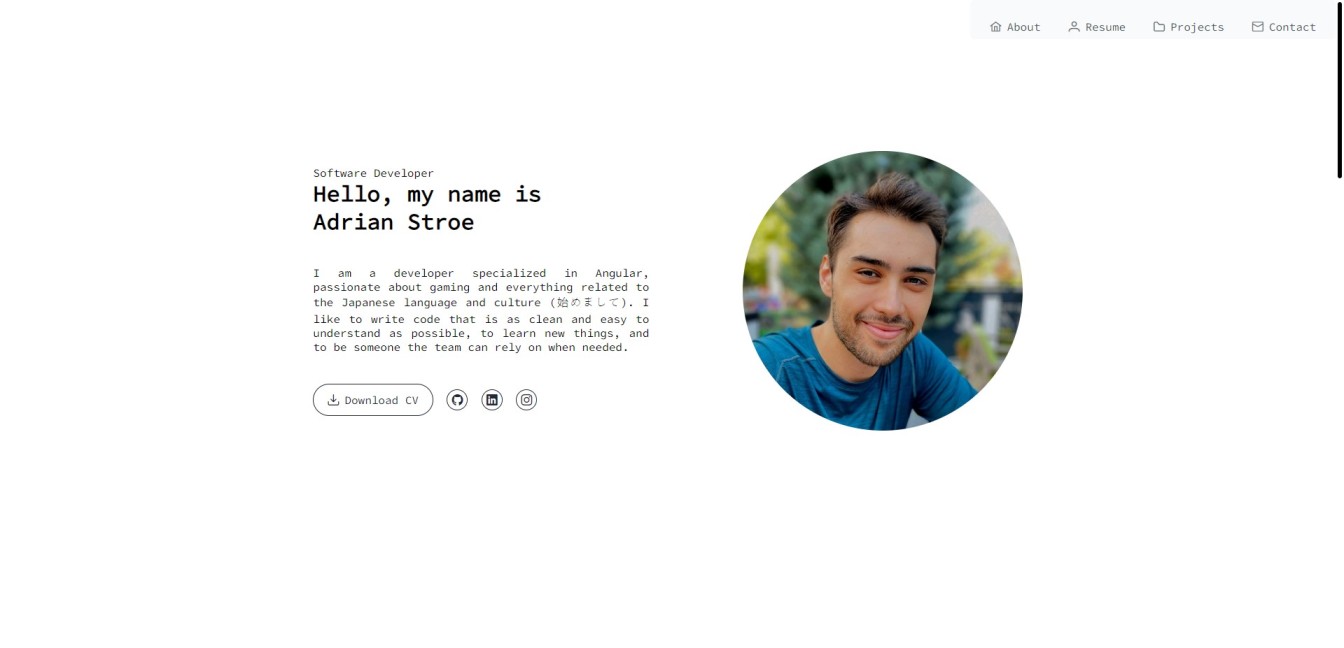 About Resume Projects Contact
Software Developer
Hello, my name is
Adrian Stroe
I am a developer specialized in Angular,
passionate about gaming and everything related to
the Japanese language and culture (始めまして). I
like to write code that is as clean and easy to
understand as possible, to learn new things, and
to be someone the team can rely on when needed.
Download CV